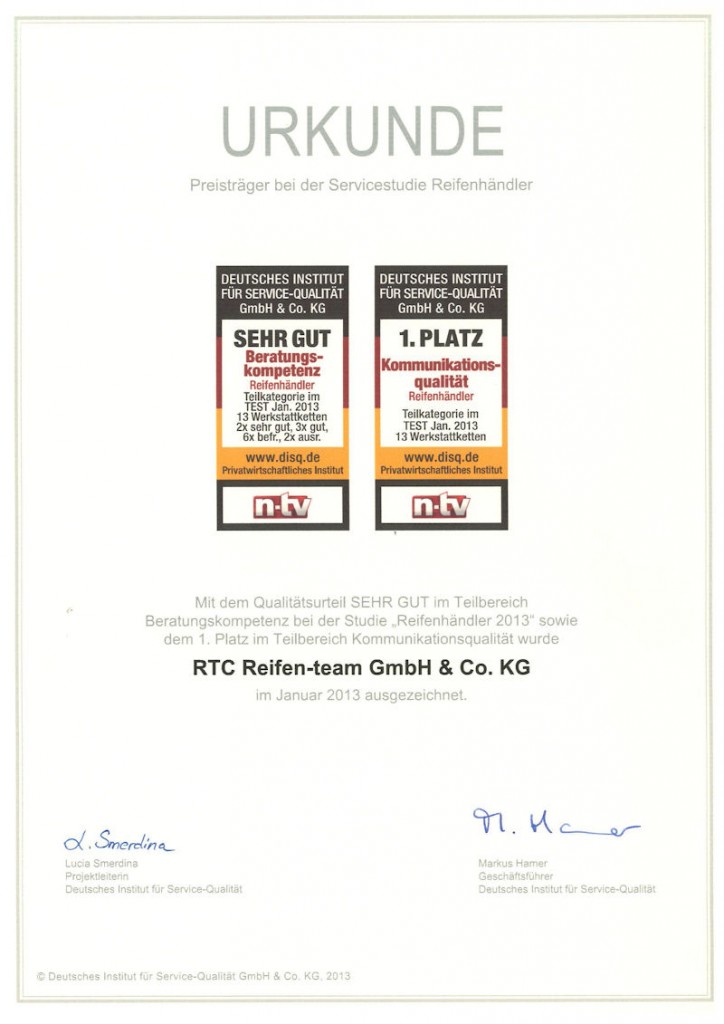 URKUNDE
Preisträger bei der Servicestudie Reifenhändler
DEUTSCHES INSTITUT
FÜR SERVICE-QUALITÄT
GmbH & Co. KG
SEHR GUT
Beratungs-
kompetenz
Reifenhändler
Teilkategorie im
TEST Jan. 2013
13 Werkstattketten
2x sehr gut, 3x gut,
6x befr., 2x ausr.
www.disq.de
Privatwirtschaftliches Institut
n-tv
DEUTSCHES INSTITUT
FÜR SERVICE-QUALITÄT
GmbH & Co. KG
1. PLATZ
Kommunikations-
qualität
Reifenhändler
Teilkategorie im
TEST Jan. 2013
13 Werkstattketten
www.disq.de
Privatwirtschaftliches Institut
n-tv
Mit dem Qualitätsurteil SEHR GUT im Teilbereich
Beratungskompetenz bei der Studie „Reifenhändler 2013" sowie
dem 1. Platz im Teilbereich Kommunikationsqualität wurde
RTC Reifen-team GmbH & Co. KG
im Januar 2013 ausgezeichnet.
L. Smerdina
Lucia Smerdina
Projektleiterin
Deutsches Institut für Service-Qualität
M. Hamer
Markus Hamer
Geschäftsführer
Deutsches Institut für Service-Qualität
© Deutsches Institut für Service-Qualität GmbH & Co. KG, 2013